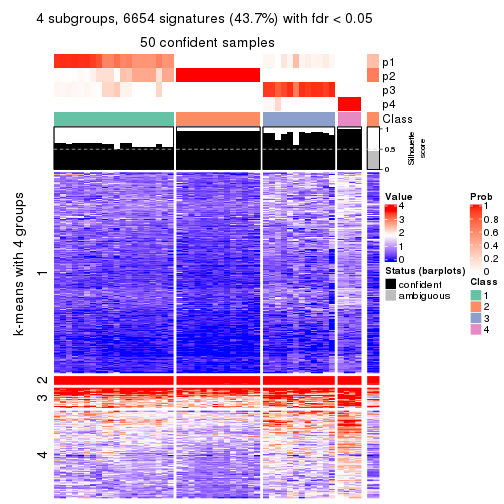 4 subgroups, 6654 signatures (43.7%) with fdr < 0.05
50 confident samples
p1
p2
p3
p4
Class
1
0.5
0
Silhouette
score
k-means with 4 groups
1
2
3
4
Value
4
3
2
1
0
Status (barplots)
confident
ambiguous
Prob
1
0.8
0.6
0.4
0.2
0
Class
1
2
3
4